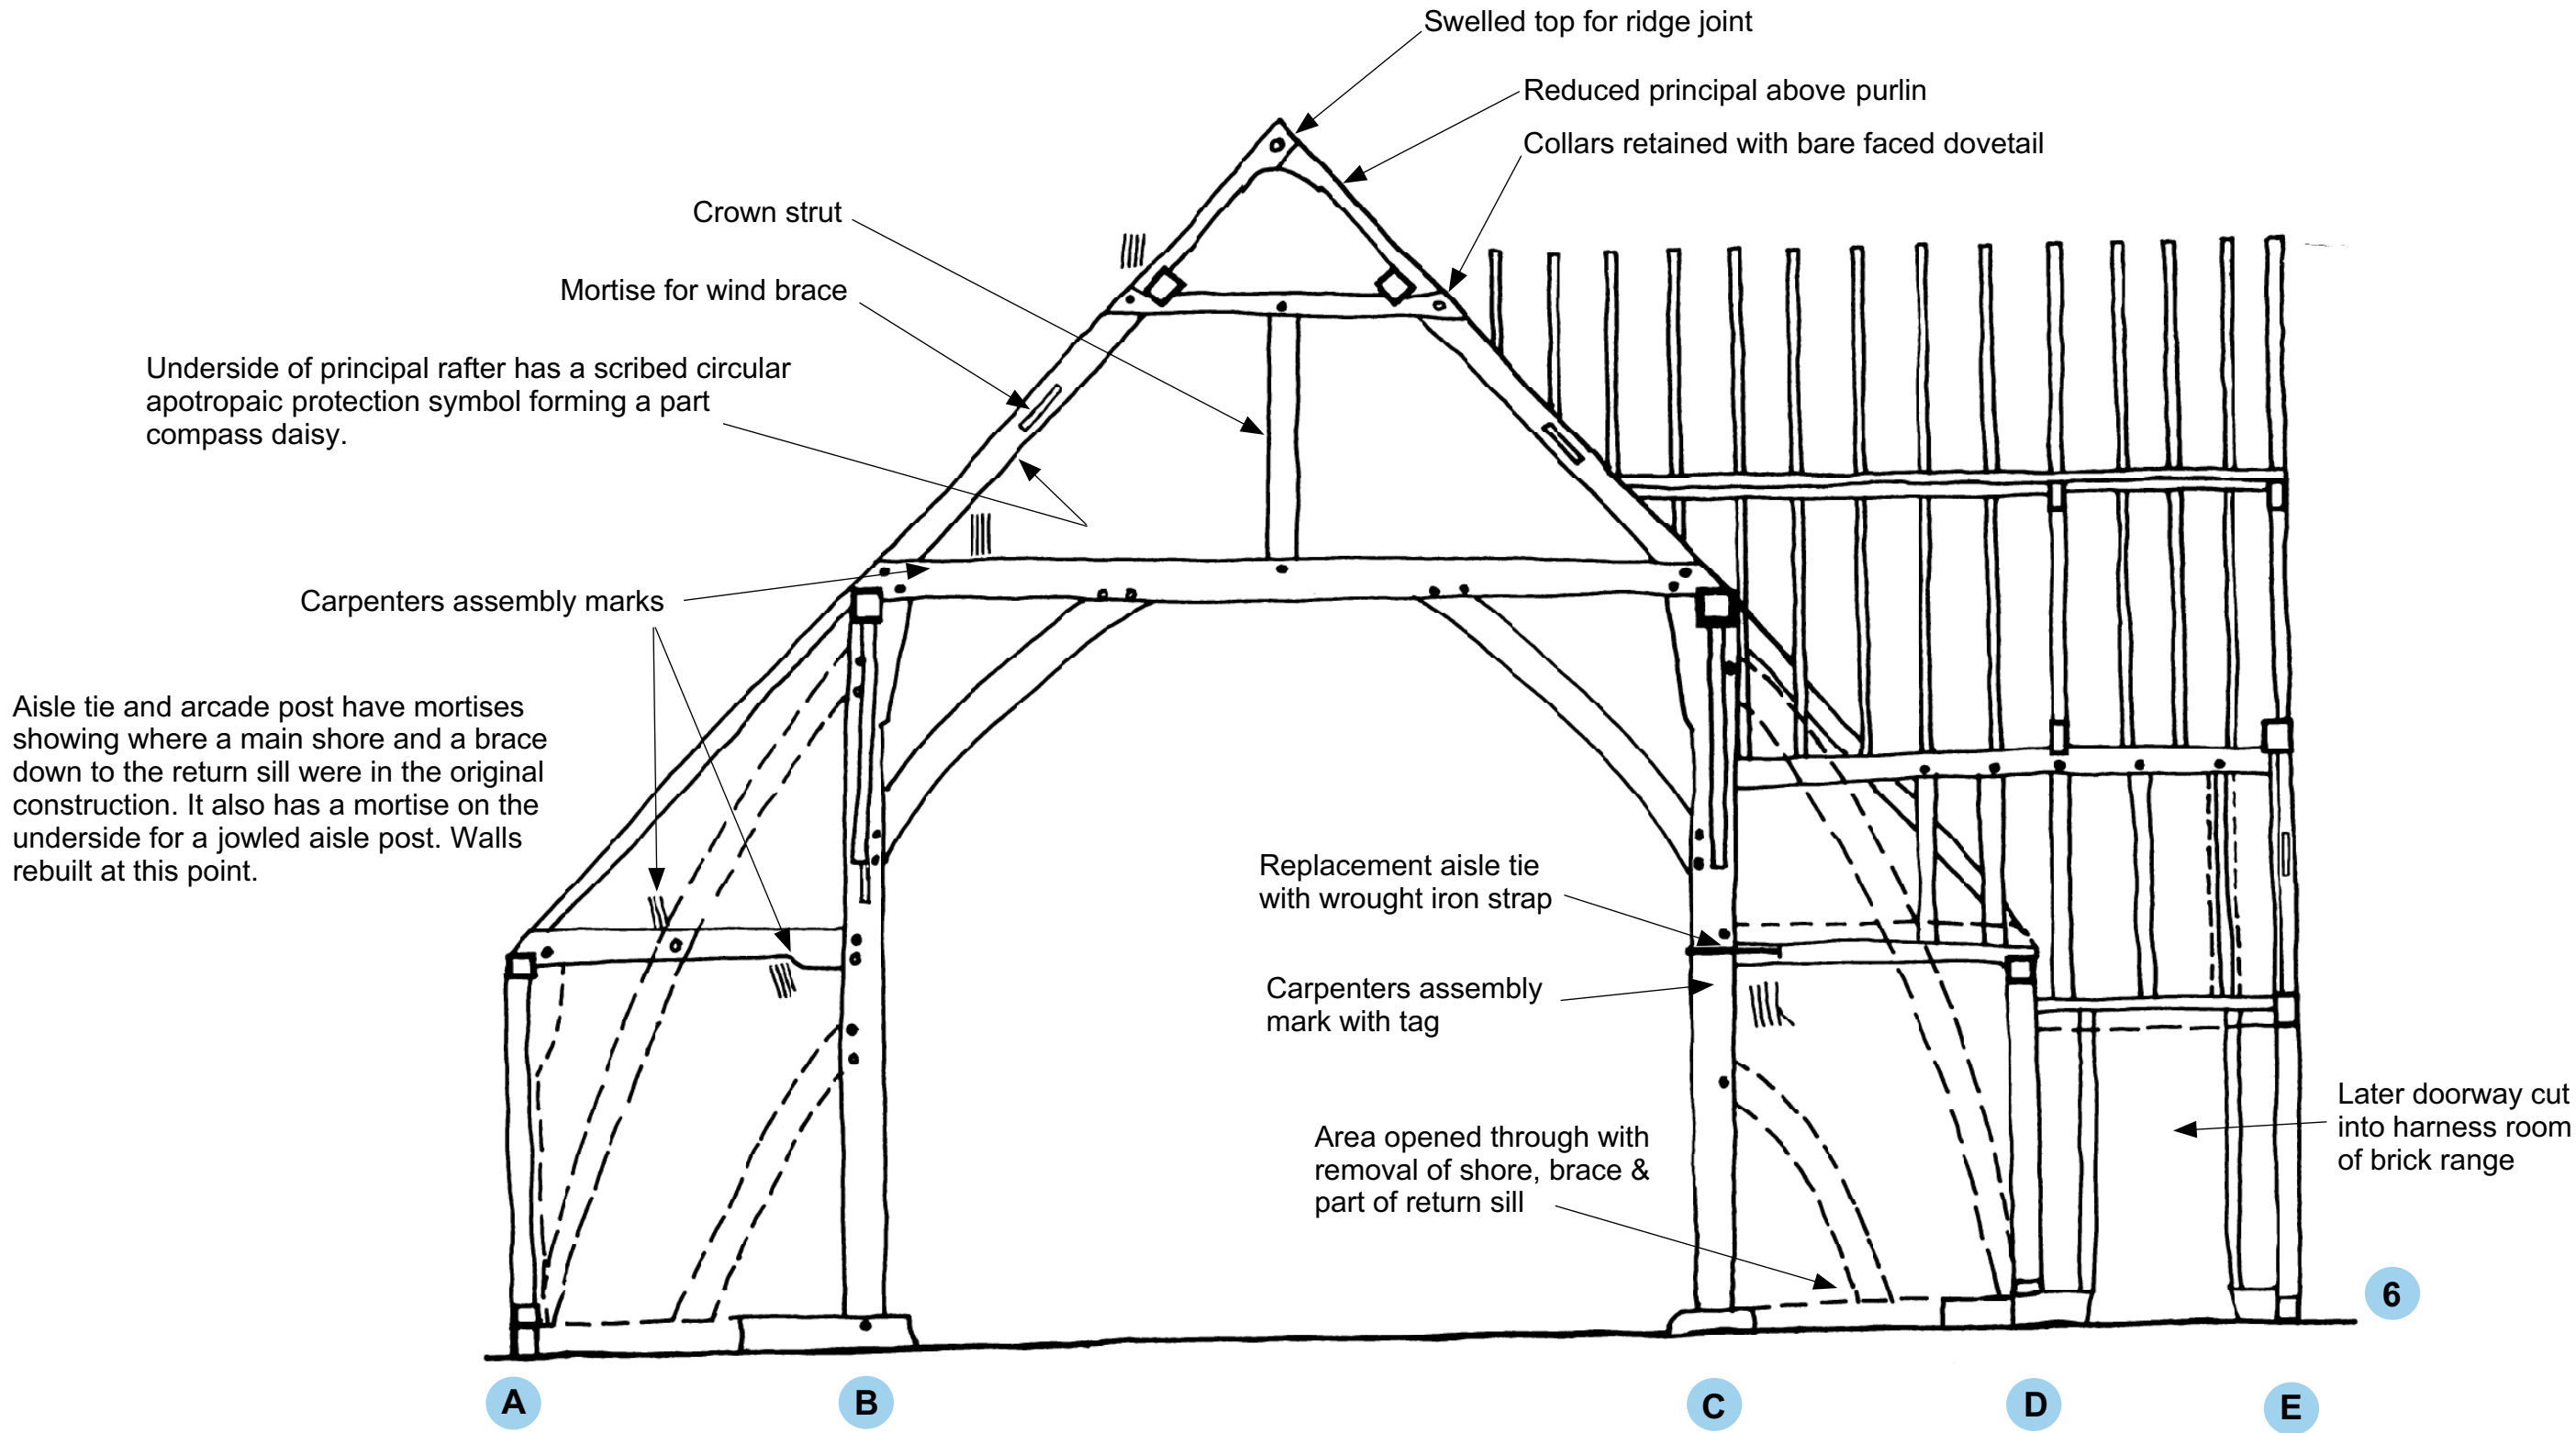 Swelled top for ridge joint
Reduced principal above purlin
Collars retained with bare faced dovetail
Crown strut
Mortise for wind brace
Underside of principal rafter has a scribed circular
apotropaic protection symbol forming a part
compass daisy.
Carpenters assembly marks
Aisle tie and arcade post have mortises
showing where a main shore and a brace
down to the return sill were in the original
construction. It also has a mortise on the
underside for a jowled aisle post. Walls
rebuilt at this point.
Replacement aisle tie
with wrought iron strap
Carpenters assembly
mark with tag
Area opened through with
removal of shore, brace &
part of return sill
Later doorway cut
into harness room
of brick range
6
A
B
C
D
E